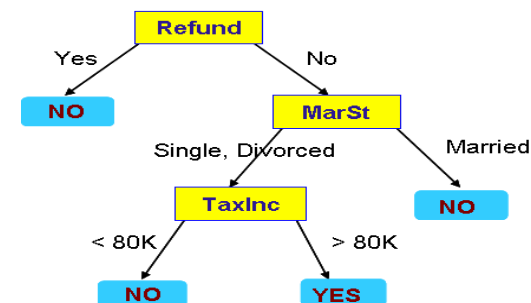 Refund
Yes
No
NO
MarSt
Single, Divorced
Married
TaxInc
NO
< 80K
> 80K
NO
YES